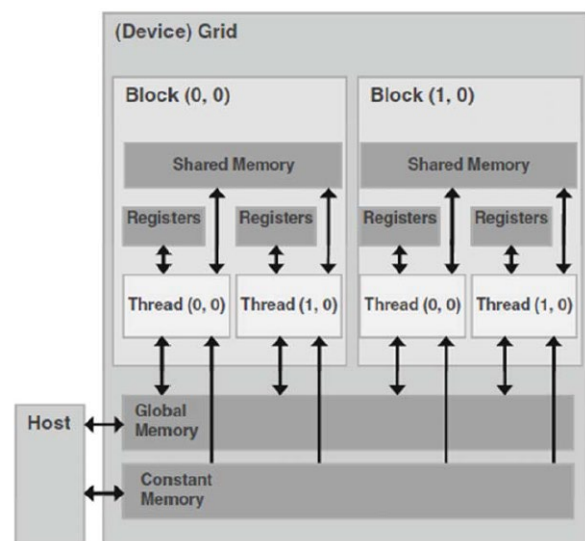 (Device) Grid
Block (0, 0)
Block (1, 0)
Shared Memory
Shared Memory
Registers
Registers
Registers
Registers
Thread (0, 0)
Thread (1, 0)
Thread (0, 0)
Thread (1, 0)
Host
Global
Memory
Constant
Memory